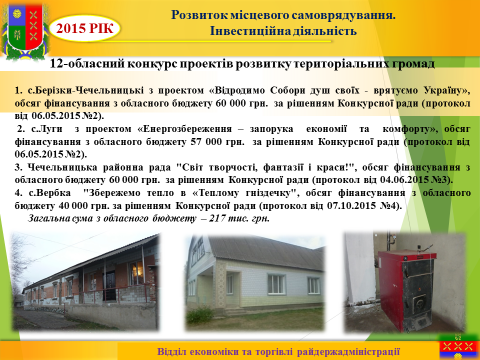 2015 РІК
Розвиток місцевого самоврядування.
Інвестиційна діяльність
12-обласний конкурс проектів розвитку територіальних громад
1. с.Берізки-Чечельницькі з проектом «Відродимо Собори душ своїх - врятуємо Україну»,
обсяг фінансування з обласного бюджету 60 000 грн. за рішенням Конкурсної ради (протокол
від 06.05.2015 №2).
2. с..Луги з проектом «Енергозбереження – запорука економії та комфорту», обсяг
фінансування з обласного бюджету 57 000 грн. за рішенням Конкурсної ради (протокол від
06.05.2015 №2).
3. Чечельницька районна рада "Світ творчості, фантазії і краси!", обсяг фінансування з
обласного бюджету 60 000 грн. за рішенням Конкурсної ради (протокол від 04.06.2015 №3).
4. с.Вербка "Збережемо тепло в «Теплому гніздечку", обсяг фінансування з обласного
бюджету 40 000 грн. за рішенням Конкурсної ради (протокол від 07.10.2015 №4).
Загальна сума з обласного бюджету – 217 тис. грн.
62
Відділ економіки та торгівлі райдержадміністрації